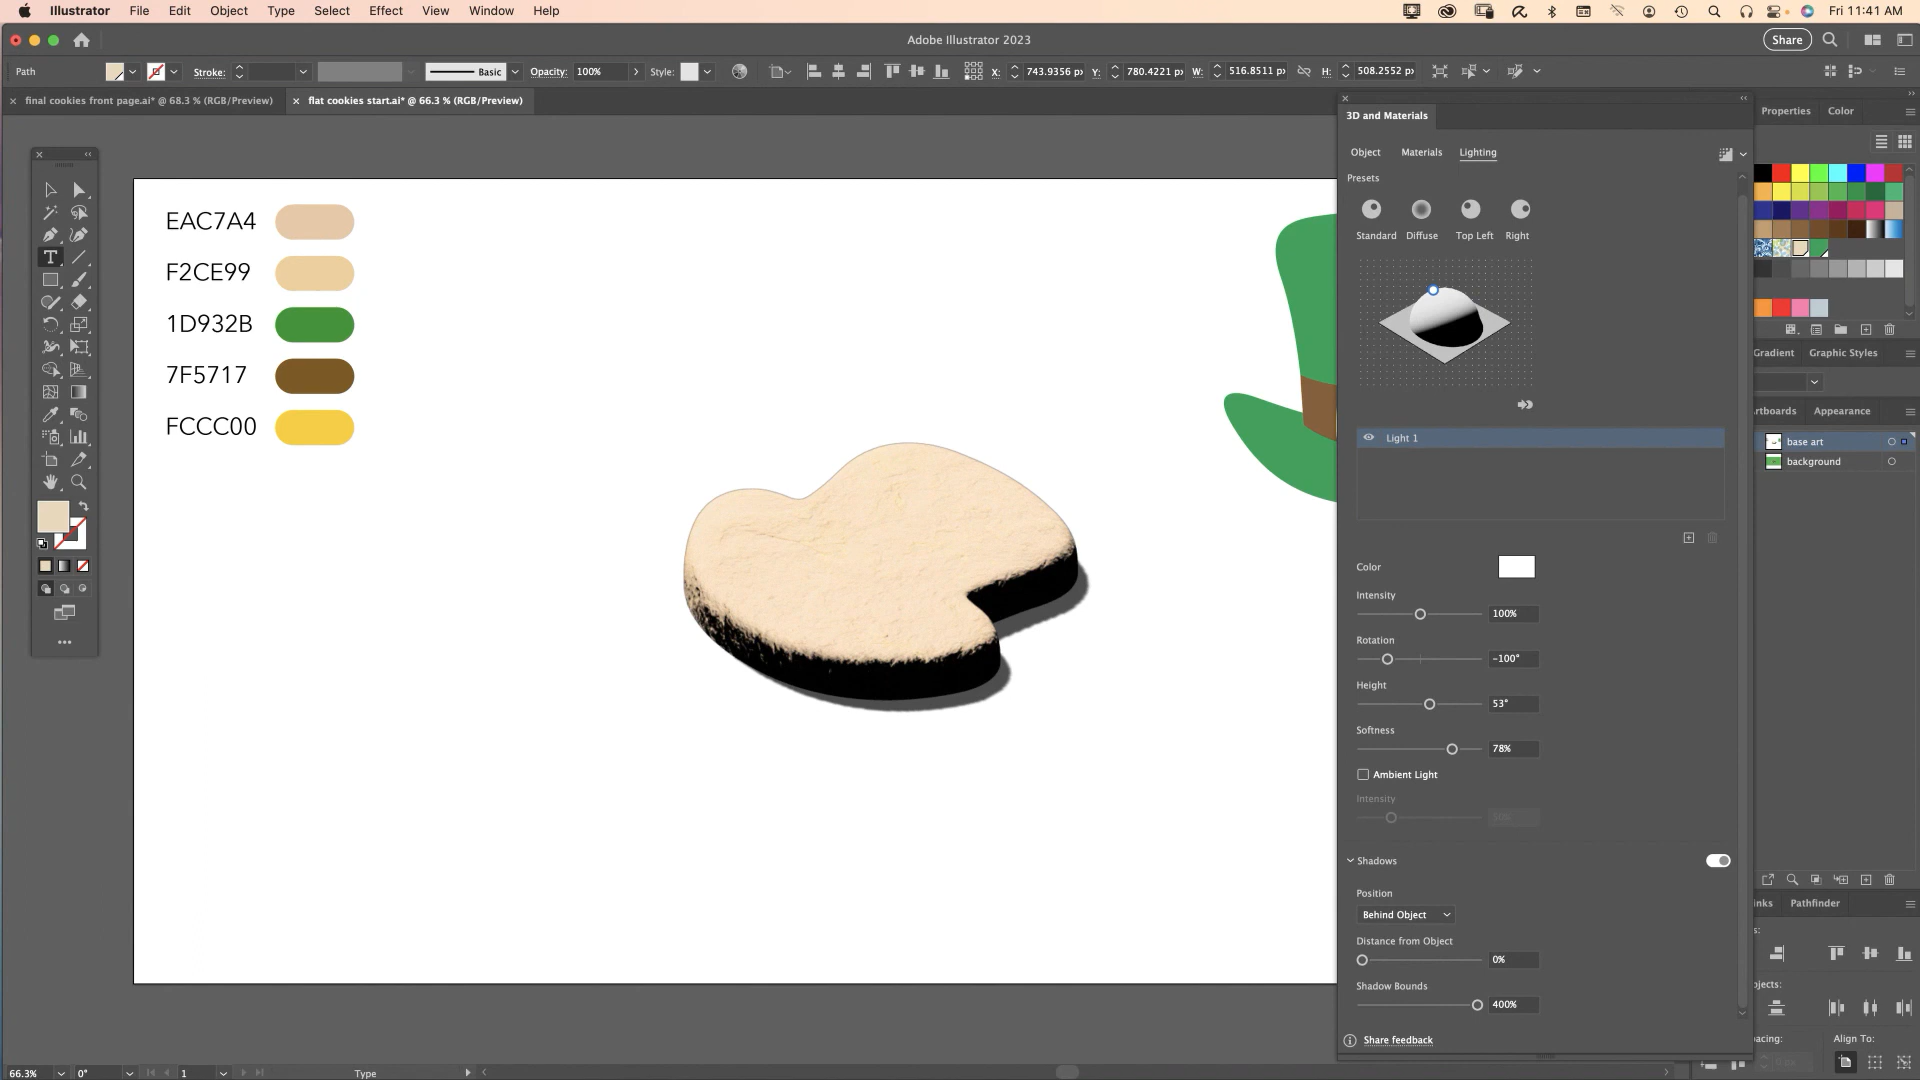 Illustrator File Edit Object Type Select Effect View Window Help
Fri 11:41 AM
Adobe Illustrator 2023
Share
Path
Stroke:
Basic
Opacity: 100%
Style:
X: 743.9356 px
Y: 780.4221 px
W: 516.8511 px
H: 508.2552 px
final cookies front page.ai* @ 68.3 % (RGB/Preview)
flat cookies start.ai* @ 66.3 % (RGB/Preview)
EAC7A4
F2CE99
1D932B
7F5717
FCCC00
3D and Materials
Object Materials Lighting
Presets
Standard Diffuse Top Left Right
Light 1
Color
Intensity
100%
Rotation
-100°
Height
53°
Softness
78%
Ambient Light
Intensity
Shadows
Position
Behind Object
Distance from Object
0%
Shadow Bounds
400%
Share feedback
Properties Color
Gradient Graphic Styles
rtboards Appearance
base art
background
inks Pathfinder
s:
bjects:
acing:
Align To:
66.3%
0°
1
Type